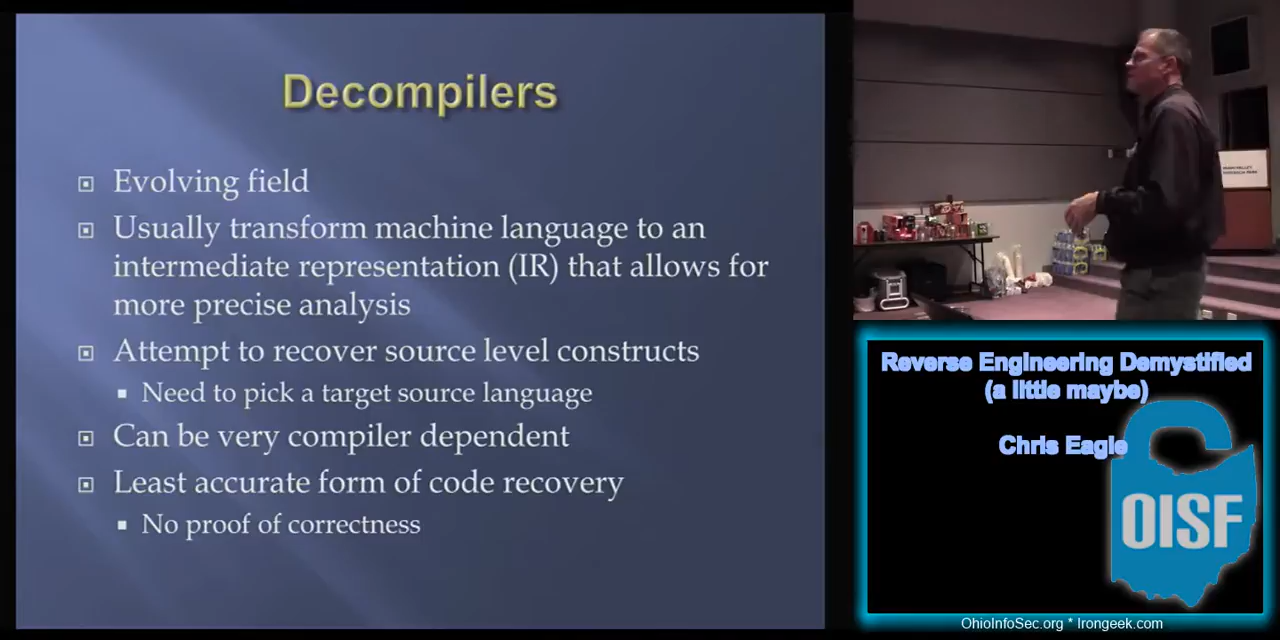 Decompilers
Evolving field
Usually transform machine language to an
intermediate representation (IR) that allows for
more precise analysis
Attempt to recover source level constructs
Need to pick a target source language
Can be very compiler dependent
Least accurate form of code recovery
No proof of correctness
Reverse Engineering Demystified
(a little maybe)
Chris Eagle
OISF
OhioInfoSec.org * Irongeek.com